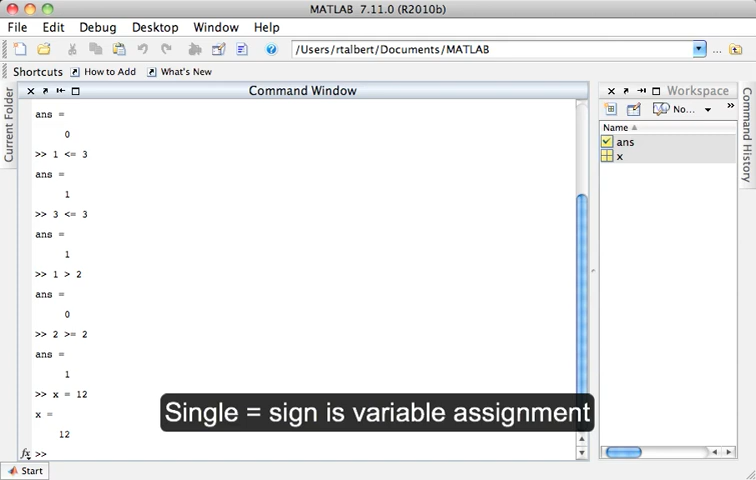 MATLAB 7.11.0 (R2010b)
File Edit Debug Desktop Window Help
/Users/rtalbert/Documents/MATLAB ...
Shortcuts How to Add What's New
Current Folder
Command Window
ans =
0
>> 1 <= 3
ans =
1
>> 3 <= 3
ans =
1
>> 1 > 2
ans =
0
>> 2 >= 2
ans =
1
>> x = 12
x =
12
fx >>
Single = sign is variable assignment
Workspace
No... »
Name
ans
x
Command History
Start